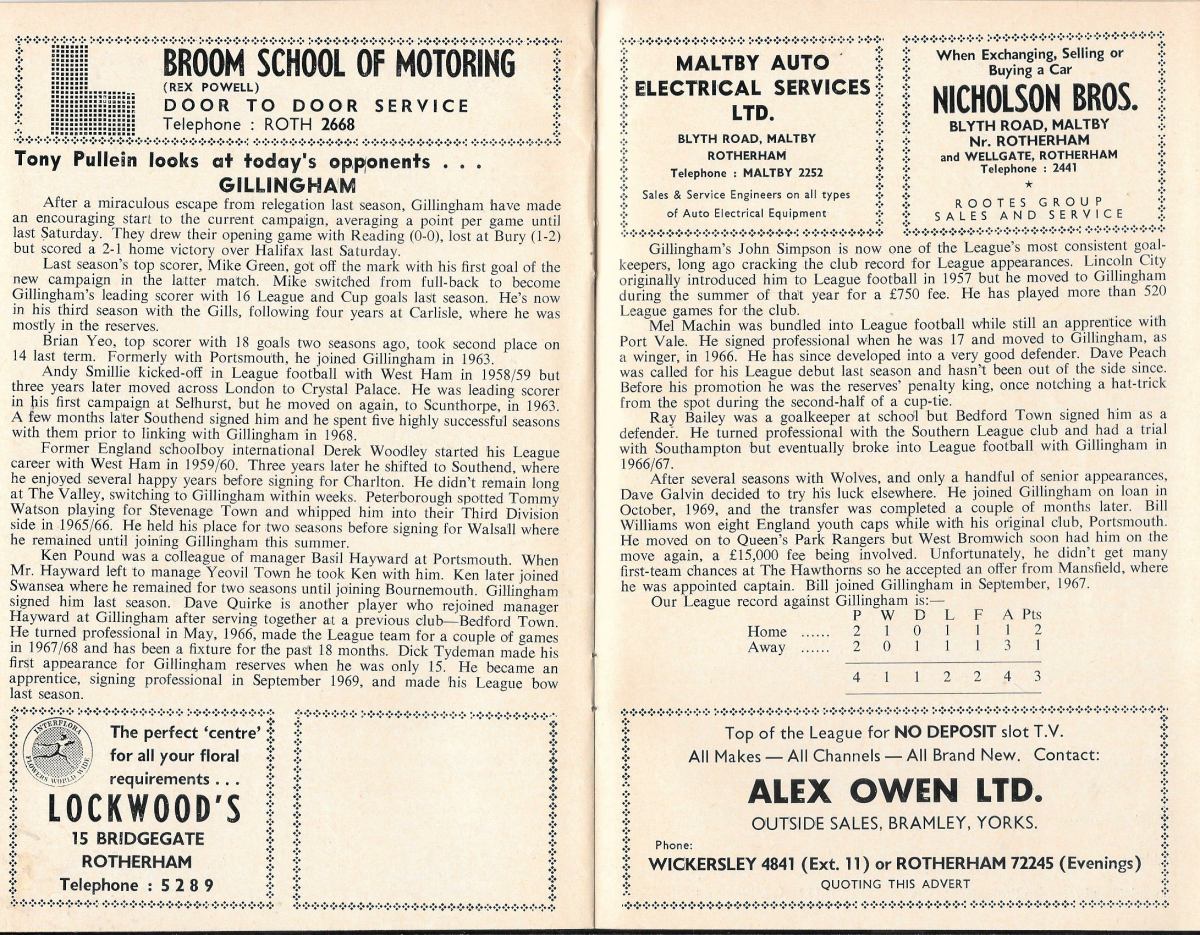 BROOM SCHOOL OF MOTORING
(REX POWELL)
DOOR TO DOOR SERVICE
Telephone : ROTH 2668
Tony Pullein looks at today's opponents . . .
GILLINGHAM
After a miraculous escape from relegation last season, Gillingham have made
an encouraging start to the current campaign, averaging a point per game until
last Saturday. They drew their opening game with Reading (0-0), lost at Bury (1-2)
but scored a 2-1 home victory over Halifax last Saturday.
Last season's top scorer, Mike Green, got off the mark with his first goal of the
new campaign in the latter match. Mike switched from full-back to become
Gillingham's leading scorer with 16 League and Cup goals last season. He's now
in his third season with the Gills, following four years at Carlisle, where he was
mostly in the reserves.
Brian Yeo, top scorer with 18 goals two seasons ago, took second place on
14 last term. Formerly with Portsmouth, he joined Gillingham in 1963.
Andy Smillie kicked-off in League football with West Ham in 1958/59 but
three years later moved across London to Crystal Palace. He was leading scorer
in his first campaign at Selhurst, but he moved on again, to Scunthorpe, in 1963.
A few months later Southend signed him and he spent five highly successful seasons
with them prior to linking with Gillingham in 1968.
Former England schoolboy international Derek Woodley started his League
career with West Ham in 1959/60. Three years later he shifted to Southend, where
he enjoyed several happy years before signing for Charlton. He didn't remain long
at The Valley, switching to Gillingham within weeks. Peterborough spotted Tommy
Watson playing for Stevenage Town and whipped him into their Third Division
side in 1965/66. He held his place for two seasons before signing for Walsall where
he remained until joining Gillingham this summer.
Ken Pound was a colleague of manager Basil Hayward at Portsmouth. When
Mr. Hayward left to manage Yeovil Town he took Ken with him. Ken later joined
Swansea where he remained for two seasons until joining Bournemouth. Gillingham
signed him last season. Dave Quirke is another player who rejoined manager
Hayward at Gillingham after serving together at a previous club—Bedford Town.
He turned professional in May, 1966, made the League team for a couple of games
in 1967/68 and has been a fixture for the past 18 months. Dick Tydeman made his
first appearance for Gillingham reserves when he was only 15. He became an
apprentice, signing professional in September 1969, and made his League bow
last season.
INTERFLORA
FLOWERS WORLD WIDE
The perfect 'centre'
for all your floral
requirements . . .
LOCKWOOD'S
15 BRIDGEGATE
ROTHERHAM
Telephone : 5289
MALTBY AUTO
ELECTRICAL SERVICES
LTD.
BLYTH ROAD, MALTBY
ROTHERHAM
Telephone : MALTBY 2252
Sales & Service Engineers on all types
of Auto Electrical Equipment
When Exchanging, Selling or
Buying a Car
NICHOLSON BROS.
BLYTH ROAD, MALTBY
Nr. ROTHERHAM
and WELLGATE, ROTHERHAM
Telephone : 2441
★
ROOTES GROUP
SALES AND SERVICE
Gillingham's John Simpson is now one of the League's most consistent goal-
keepers, long ago cracking the club record for League appearances. Lincoln City
originally introduced him to League football in 1957 but he moved to Gillingham
during the summer of that year for a £750 fee. He has played more than 520
League games for the club.
Mel Machin was bundled into League football while still an apprentice with
Port Vale. He signed professional when he was 17 and moved to Gillingham, as
a winger, in 1966. He has since developed into a very good defender. Dave Peach
was called for his League debut last season and hasn't been out of the side since.
Before his promotion he was the reserves' penalty king, once notching a hat-trick
from the spot during the second-half of a cup-tie.
Ray Bailey was a goalkeeper at school but Bedford Town signed him as a
defender. He turned professional with the Southern League club and had a trial
with Southampton but eventually broke into League football with Gillingham in
1966/67.
After several seasons with Wolves, and only a handful of senior appearances,
Dave Galvin decided to try his luck elsewhere. He joined Gillingham on loan in
October, 1969, and the transfer was completed a couple of months later. Bill
Williams won eight England youth caps while with his original club, Portsmouth.
He moved on to Queen's Park Rangers but West Bromwich soon had him on the
move again, a £15,000 fee being involved. Unfortunately, he didn't get many
first-team chances at The Hawthorns so he accepted an offer from Mansfield, where
he was appointed captain. Bill joined Gillingham in September, 1967.
Our League record against Gillingham is:—
P W D L F A Pts
Home ...... 2 1 0 1 1 1 2
Away ...... 2 0 1 1 1 3 1
4 1 1 2 2 4 3
Top of the League for NO DEPOSIT slot T.V.
All Makes — All Channels — All Brand New. Contact:
ALEX OWEN LTD.
OUTSIDE SALES, BRAMLEY, YORKS.
Phone:
WICKERSLEY 4841 (Ext. 11) or ROTHERHAM 72245 (Evenings)
QUOTING THIS ADVERT